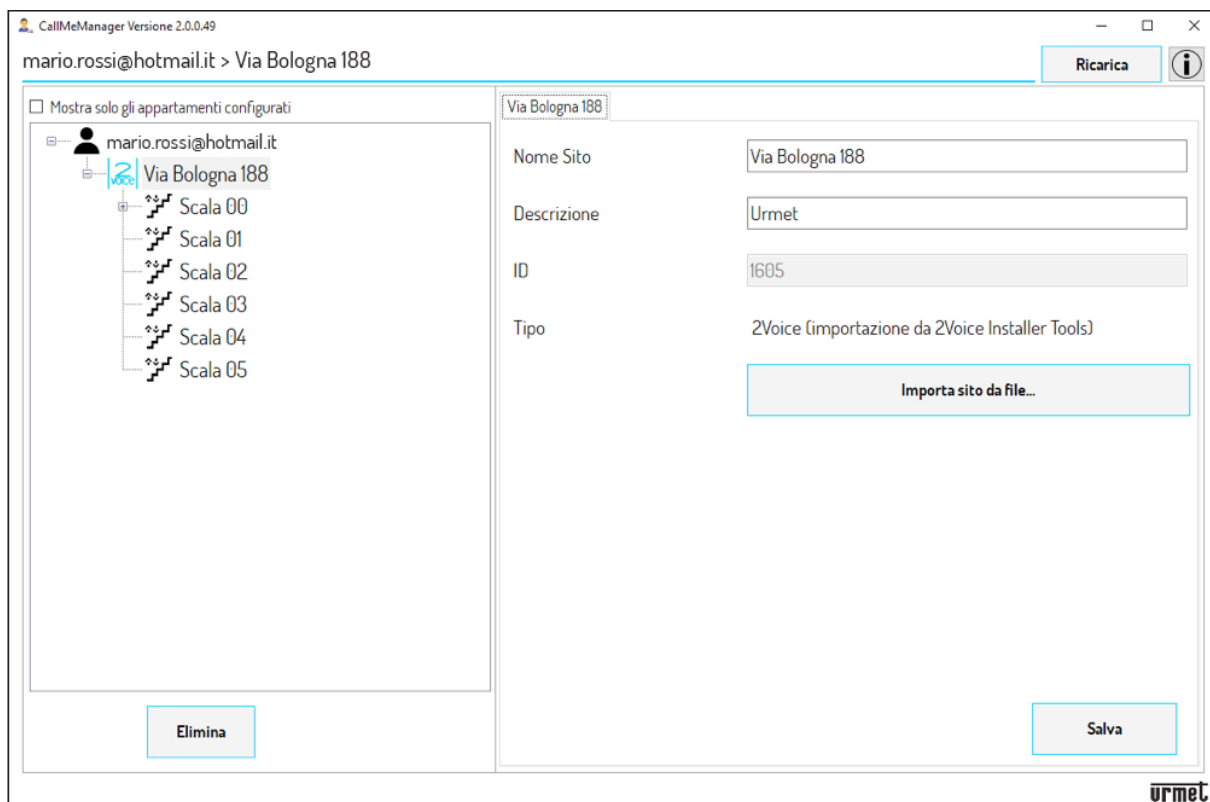 CallMeManager Versione 2.0.0.49
mario.rossi@hotmail.it > Via Bologna 188
Ricarica
i
Mostra solo gli appartamenti configurati
mario.rossi@hotmail.it
2 voice Via Bologna 188
Scala 00
Scala 01
Scala 02
Scala 03
Scala 04
Scala 05
Elimina
Via Bologna 188
Nome Sito Via Bologna 188
Descrizione Urmet
ID 1605
Tipo 2Voice (importazione da 2Voice Installer Tools)
Importa sito da file...
Salva
urmet